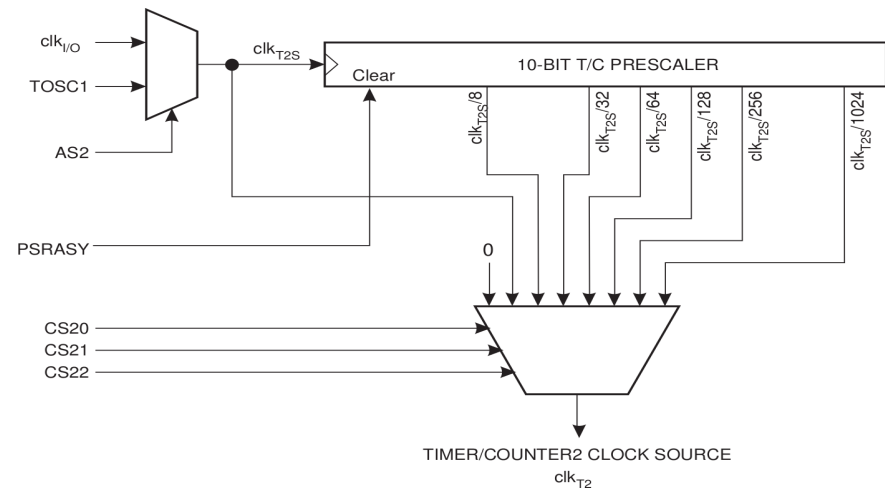 clkI/O
clkT2S
10-BIT T/C PRESCALER
TOSC1
Clear
clkT2S/8
clkT2S/32
clkT2S/64
clkT2S/128
clkT2S/256
clkT2S/1024
AS2
PSRASY
0
CS20
CS21
CS22
TIMER/COUNTER2 CLOCK SOURCE
clkT2